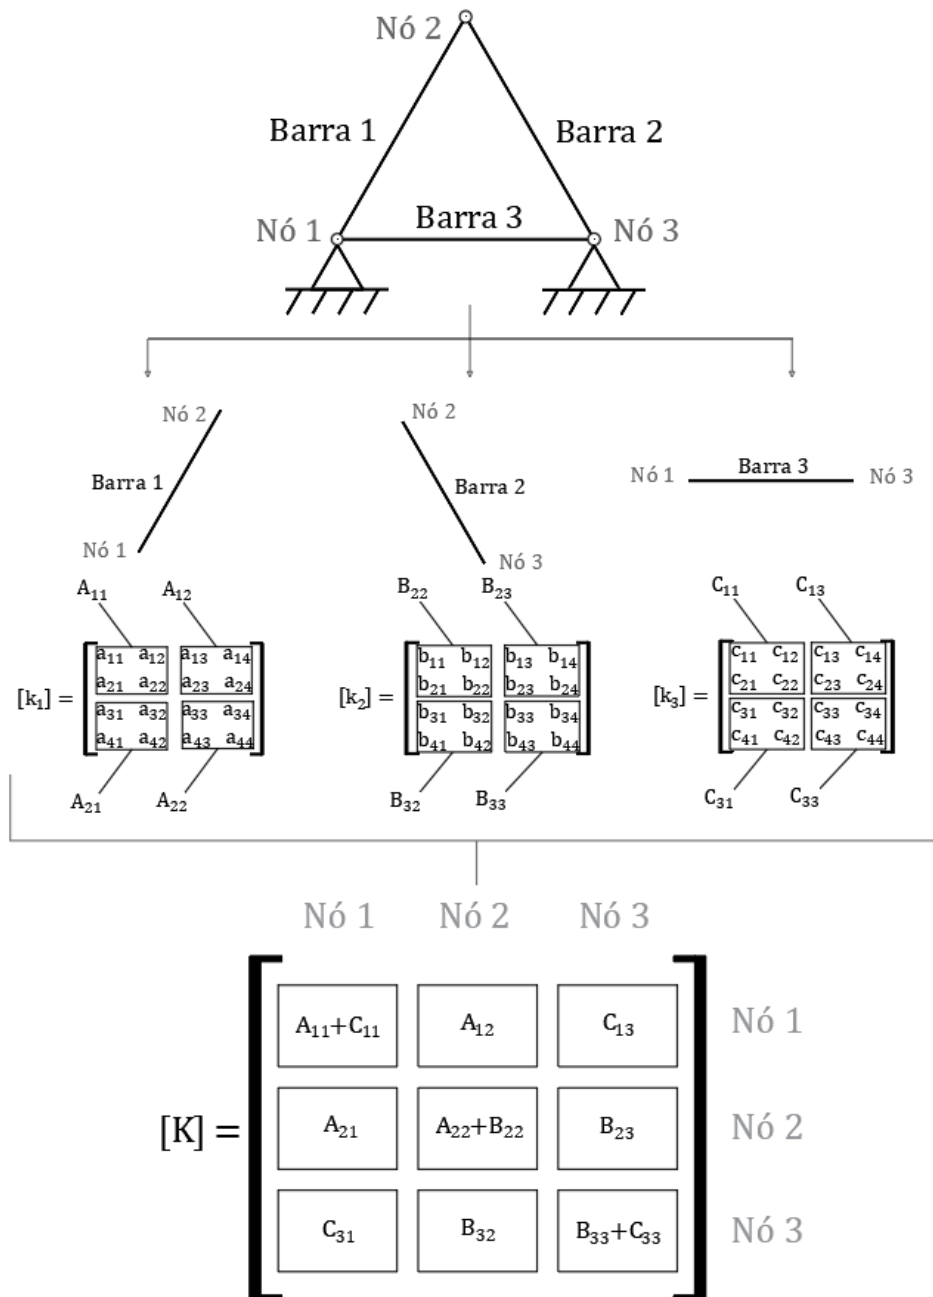 Nó 2
Barra 1
Barra 2
Nó 1
Barra 3
Nó 3
Nó 2
Barra 1
Nó 1
Nó 2
Barra 2
Nó 3
Nó 1
Barra 3
Nó 3
A₁₁ A₁₂
[k₁] =
a₁₁ a₁₂ a₁₃ a₁₄
a₂₁ a₂₂ a₂₃ a₂₄
a₃₁ a₃₂ a₃₃ a₃₄
a₄₁ a₄₂ a₄₃ a₄₄
A₂₁ A₂₂
B₂₂ B₂₃
[k₂] =
b₁₁ b₁₂ b₁₃ b₁₄
b₂₁ b₂₂ b₂₃ b₂₄
b₃₁ b₃₂ b₃₃ b₃₄
b₄₁ b₄₂ b₄₃ b₄₄
B₃₂ B₃₃
C₁₁ C₁₃
[k₃] =
c₁₁ c₁₂ c₁₃ c₁₄
c₂₁ c₂₂ c₂₃ c₂₄
c₃₁ c₃₂ c₃₃ c₃₄
c₄₁ c₄₂ c₄₃ c₄₄
C₃₁ C₃₃
Nó 1 Nó 2 Nó 3
A₁₁+C₁₁ A₁₂ C₁₃ Nó 1
[K] = A₂₁ A₂₂+B₂₂ B₂₃ Nó 2
C₃₁ B₃₂ B₃₃+C₃₃ Nó 3